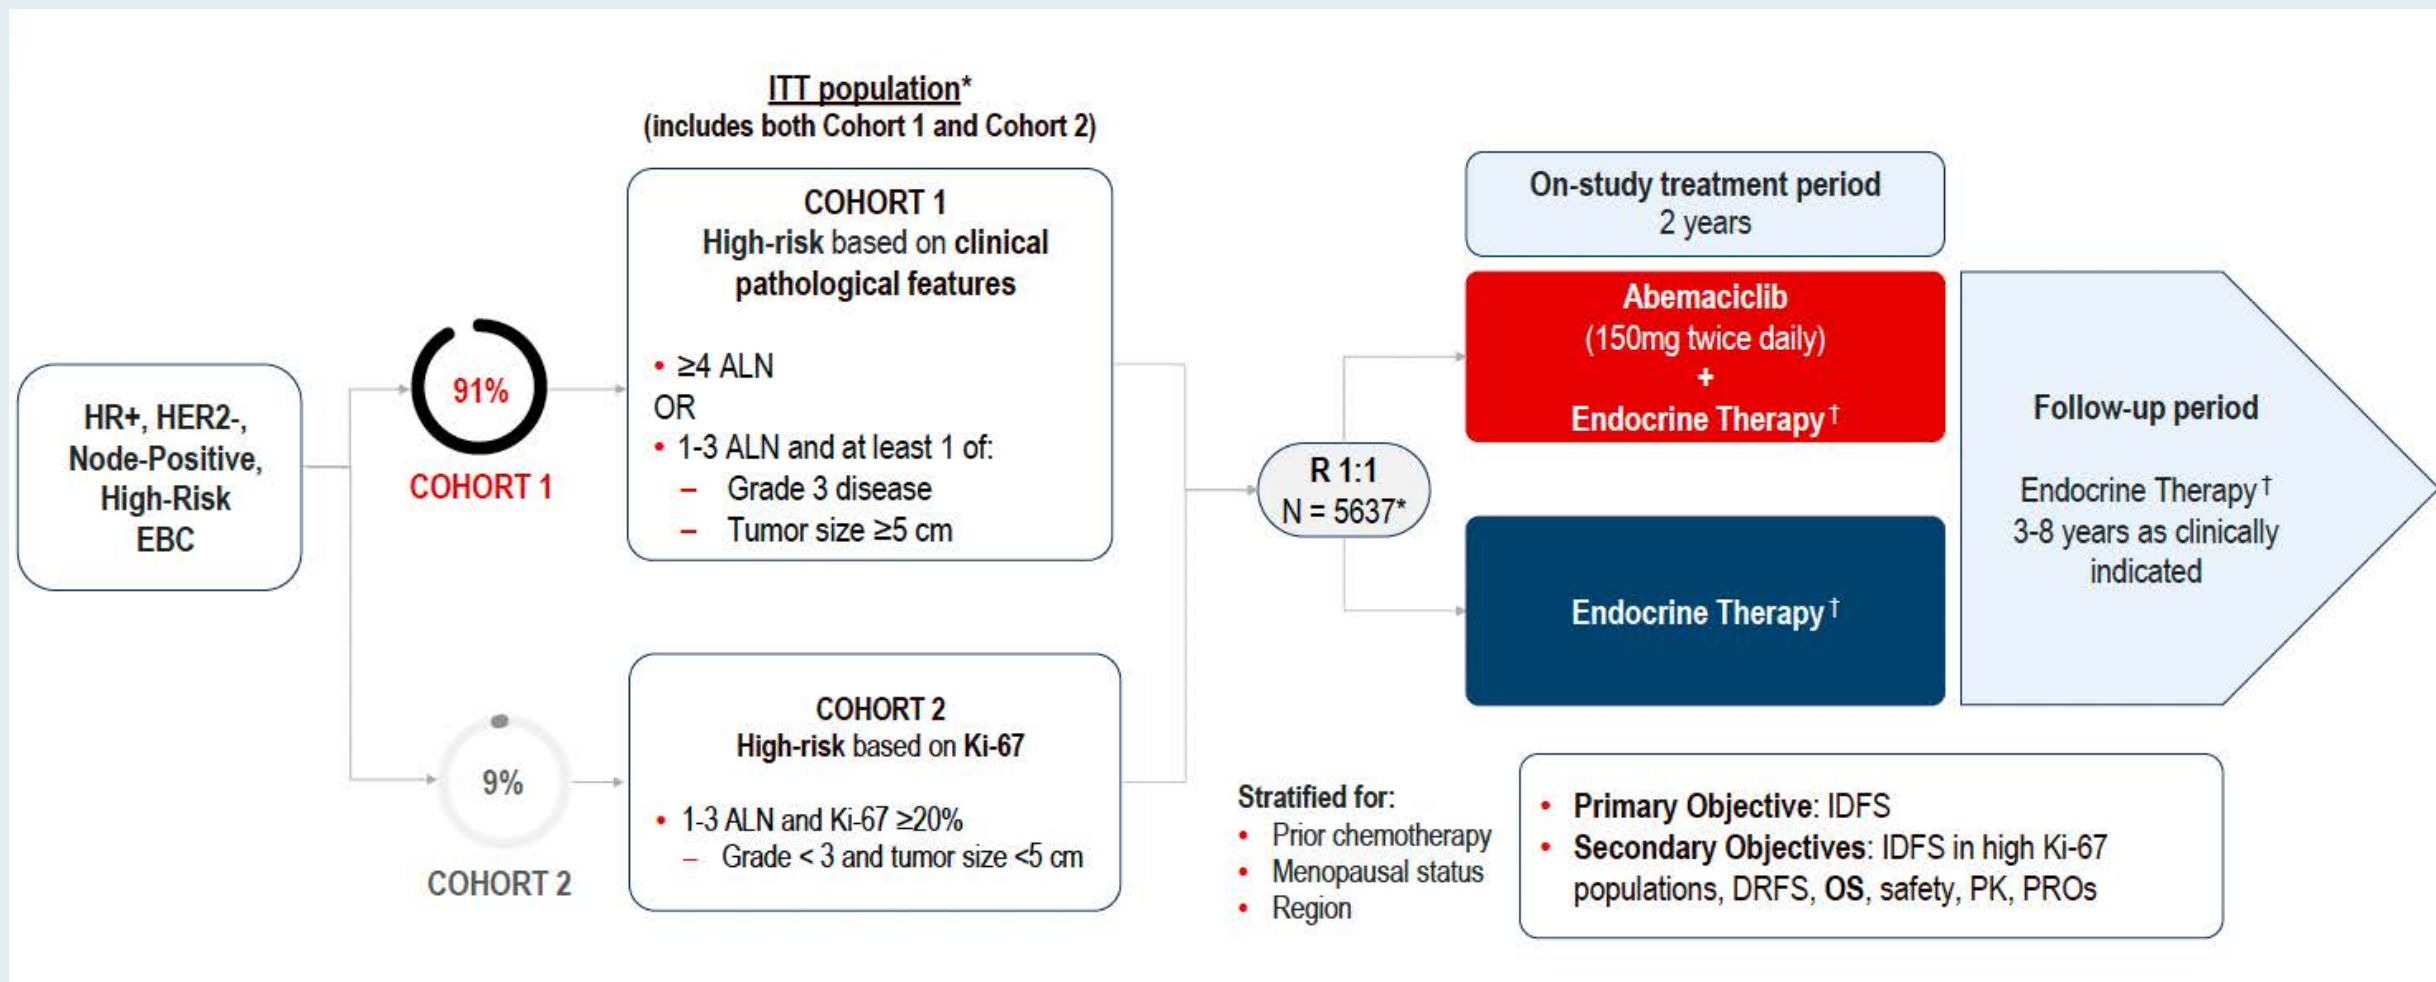 ITT population*
(includes both Cohort 1 and Cohort 2)
HR+, HER2-,
Node-Positive,
High-Risk
EBC
91%
COHORT 1
9%
COHORT 2
COHORT 1
High-risk based on clinical
pathological features
• ≥4 ALN
OR
• 1-3 ALN and at least 1 of:
– Grade 3 disease
– Tumor size ≥5 cm
COHORT 2
High-risk based on Ki-67
• 1-3 ALN and Ki-67 ≥20%
– Grade < 3 and tumor size <5 cm
R 1:1
N = 5637*
Stratified for:
• Prior chemotherapy
• Menopausal status
• Region
On-study treatment period
2 years
Abemaciclib
(150mg twice daily)
+
Endocrine Therapy†
Endocrine Therapy†
Follow-up period
Endocrine Therapy†
3-8 years as clinically
indicated
• Primary Objective: IDFS
• Secondary Objectives: IDFS in high Ki-67
populations, DRFS, OS, safety, PK, PROs